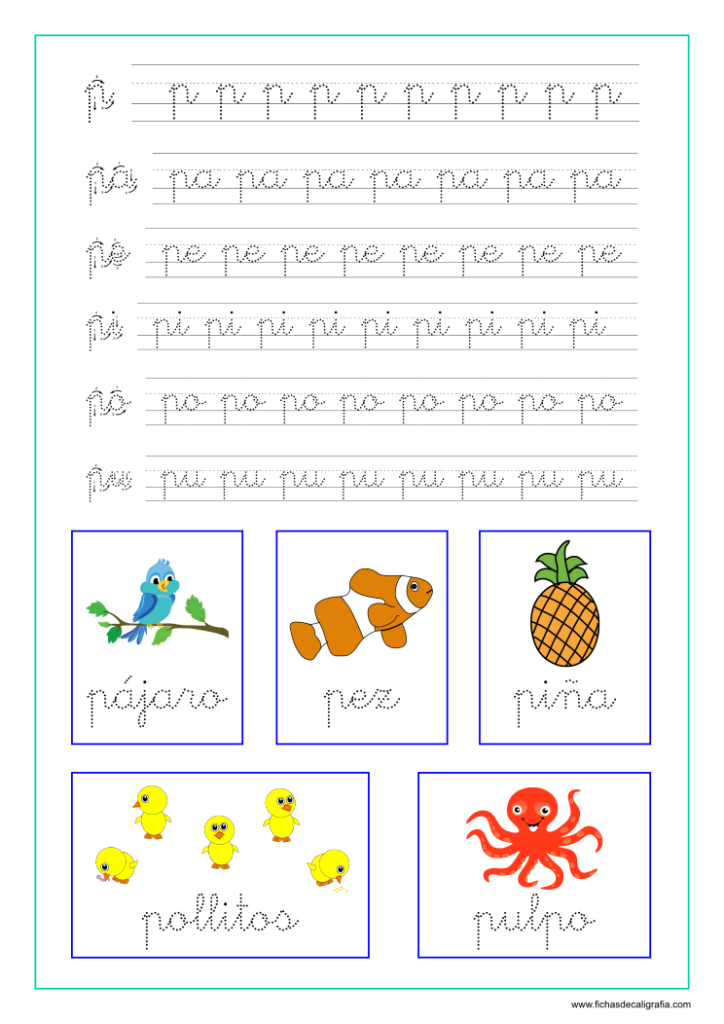 p p p p p p p p p p p
pa pa pa pa pa pa pa pa
pe pe pe pe pe pe pe pe pe
pi pi pi pi pi pi pi pi pi pi
po po po po po po po po po
pu pu pu pu pu pu pu pu pu
pájaro
pez
piña
pollitos
pulpo
www.fichasdecaligrafia.com